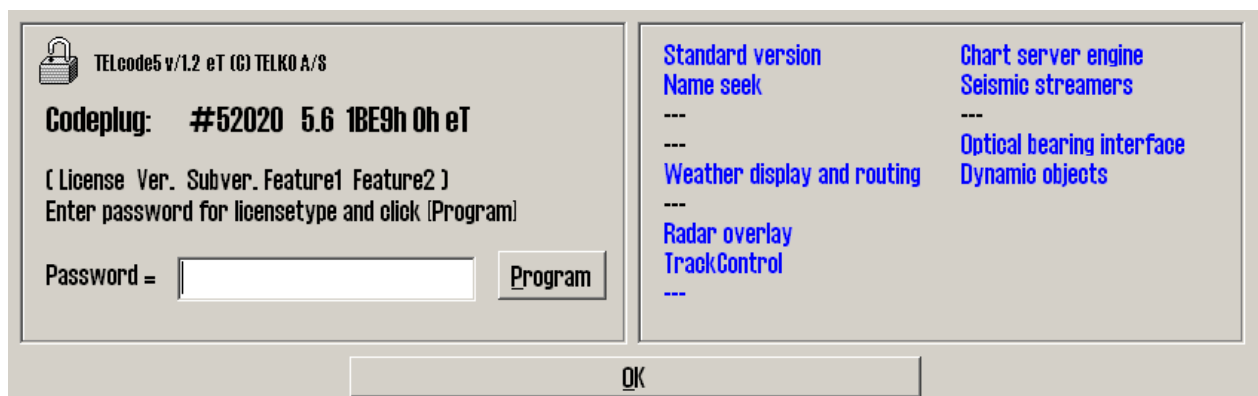 TELcode5 v/1.2 eT (C) TELKO A/S
Codeplug: #52020 5.6 1BE9h 0h eT
( License Ver. Subver. Feature1 Feature2 )
Enter password for licensetype and click [Program]
Password =
Program
Standard version
Name seek
---
---
Weather display and routing
---
Radar overlay
TrackControl
---
Chart server engine
Seismic streamers
---
Optical bearing interface
Dynamic objects
OK